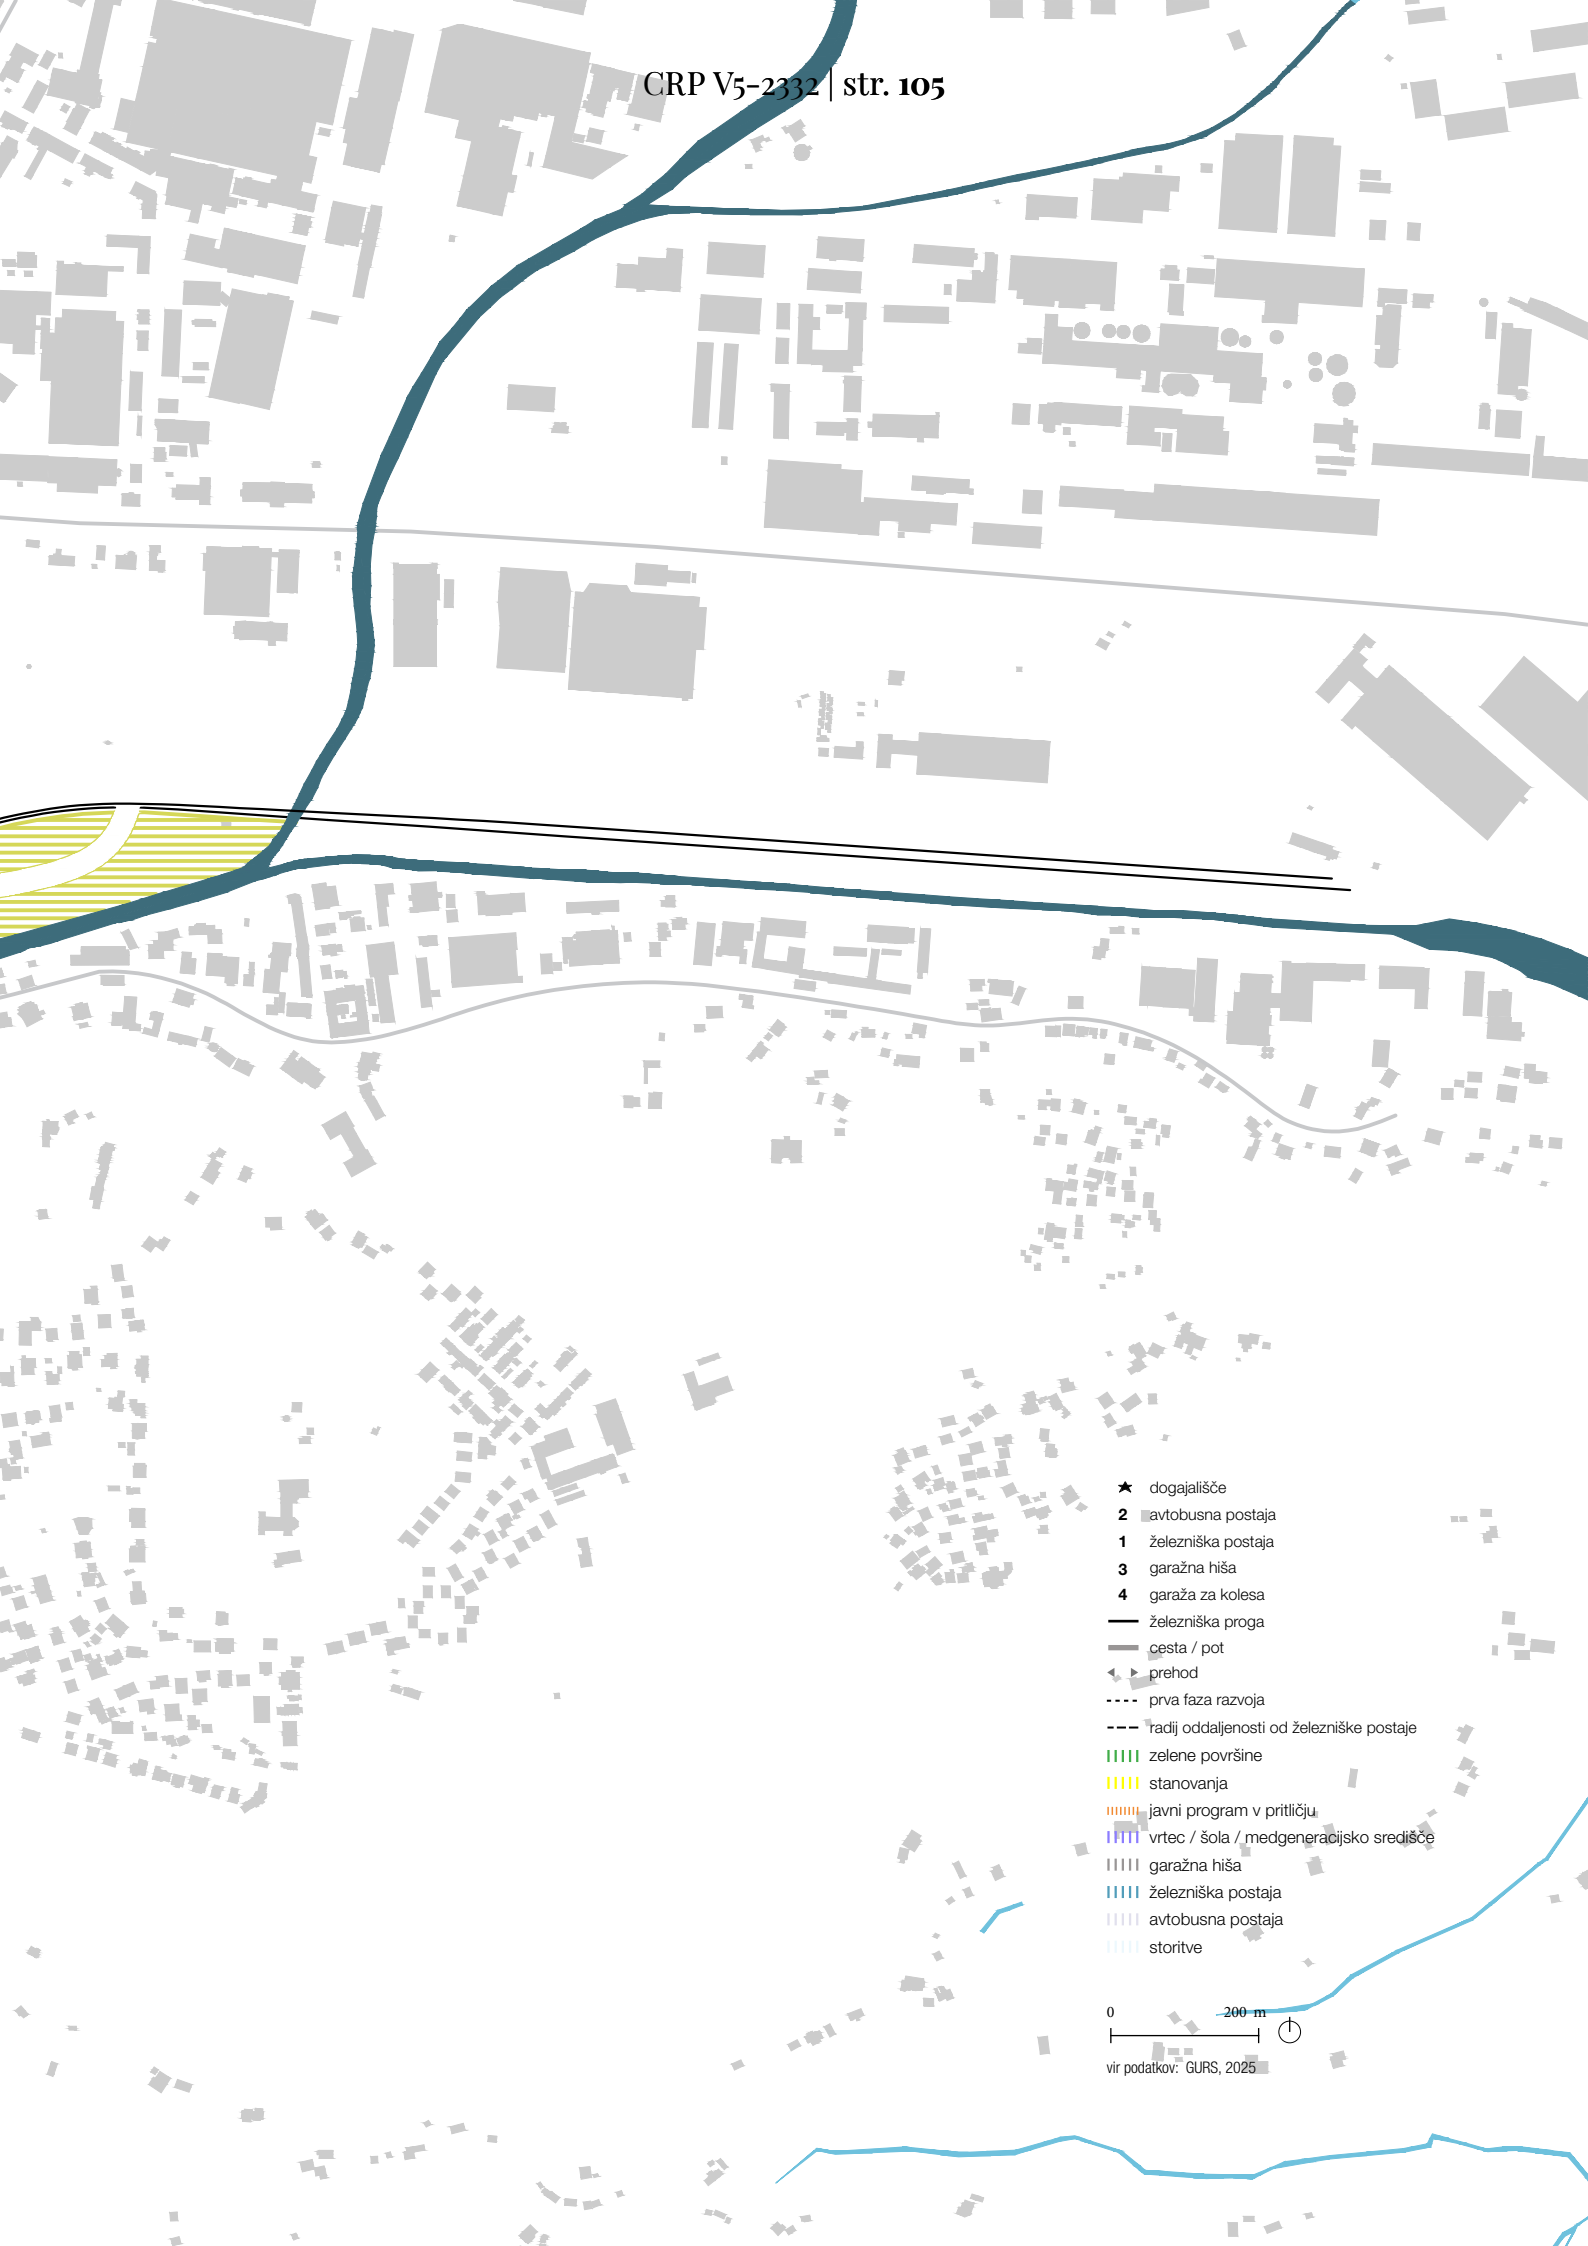 CRP V5-2332 | str. 105
dogajališče
2 avtobusna postaja
1 železniška postaja
3 garažna hiša
4 garaža za kolesa
železniška proga
cesta / pot
prehod
prva faza razvoja
radij oddaljenosti od železniške postaje
zelene površine
stanovanja
javni program v pritličju
vrtec / šola / medgeneracijsko središče
garažna hiša
železniška postaja
avtobusna postaja
storitve
0 200 m
vir podatkov: GURS, 2025